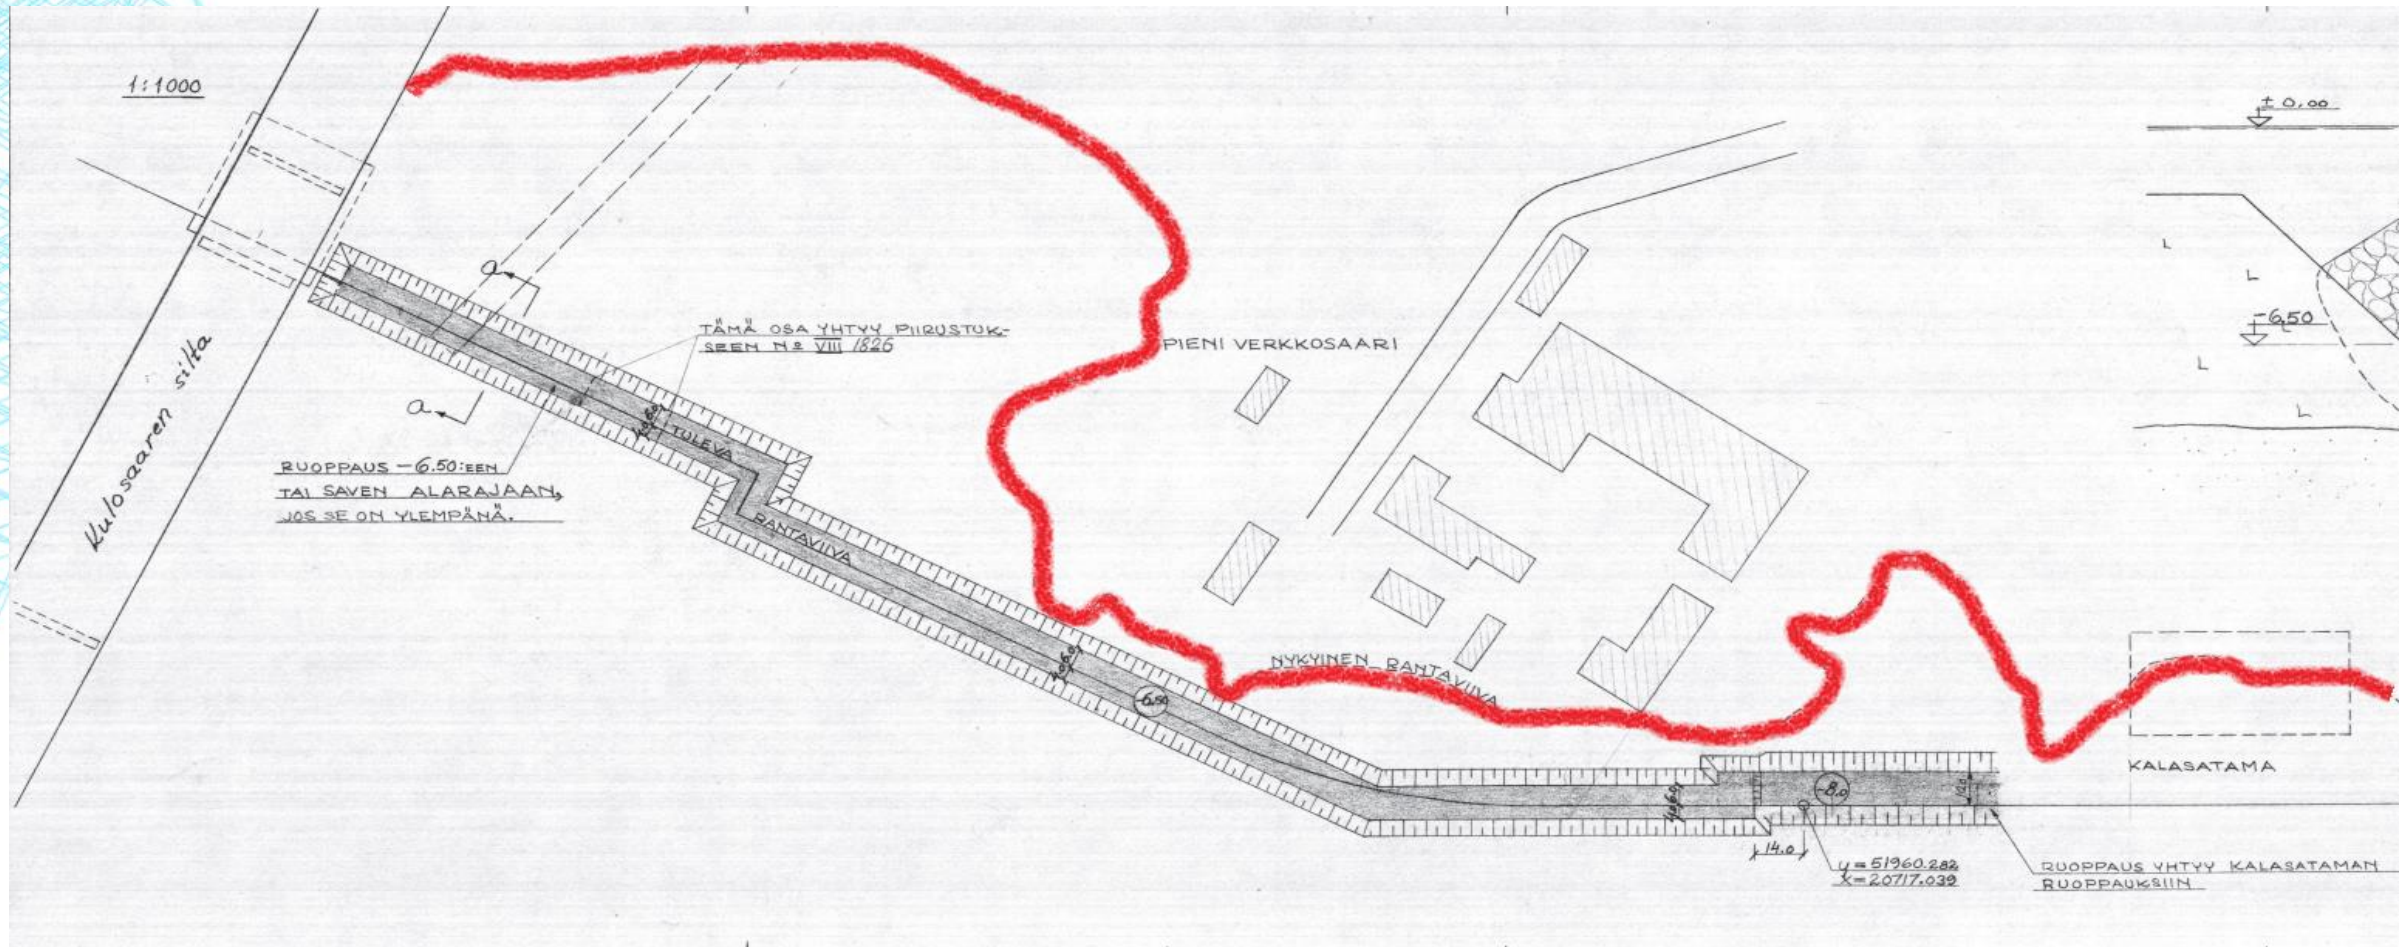 1:1000
± 0.00
-6.50
a
TÄMÄ OSA YHTYY PIIRUSTUK-
SEEN Nº VIII 1826
PIENI VERKKOSAARI
a
Kulosaaren silta
TULEVA
RUOPPAUS -6.50:EEN
TAI SAVEN ALARAJAAN,
JOS SE ON YLEMPÄNÄ.
RANTAVIIVA
NYKYINEN RANTAVIIVA
-6.50
KALASATAMA
-8.0
12.0
14.0
y=51960.282
x=20717.039
RUOPPAUS YHTYY KALASATAMAN
RUOPPAUKSIIN
L
L
L
L
L